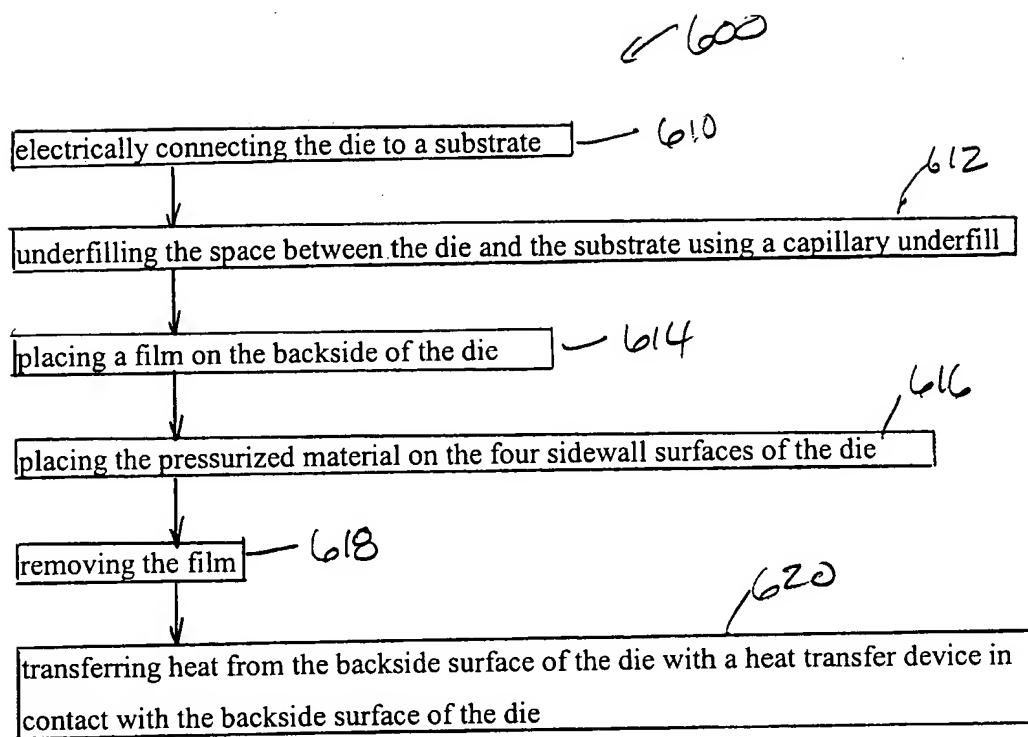 600
electrically connecting the die to a substrate 610
612
underfilling the space between the die and the substrate using a capillary underfill
placing a film on the backside of the die 614
616
placing the pressurized material on the four sidewall surfaces of the die
removing the film 618
620
transferring heat from the backside surface of the die with a heat transfer device in
contact with the backside surface of the die